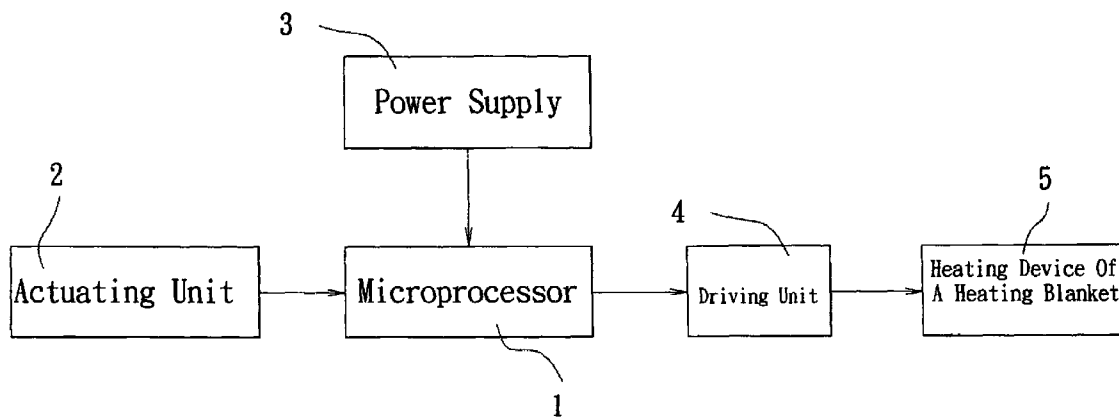 3
Power Supply
2
Actuating Unit
Microprocessor
1
4
Driving Unit
5
Heating Device Of
A Heating Blanket